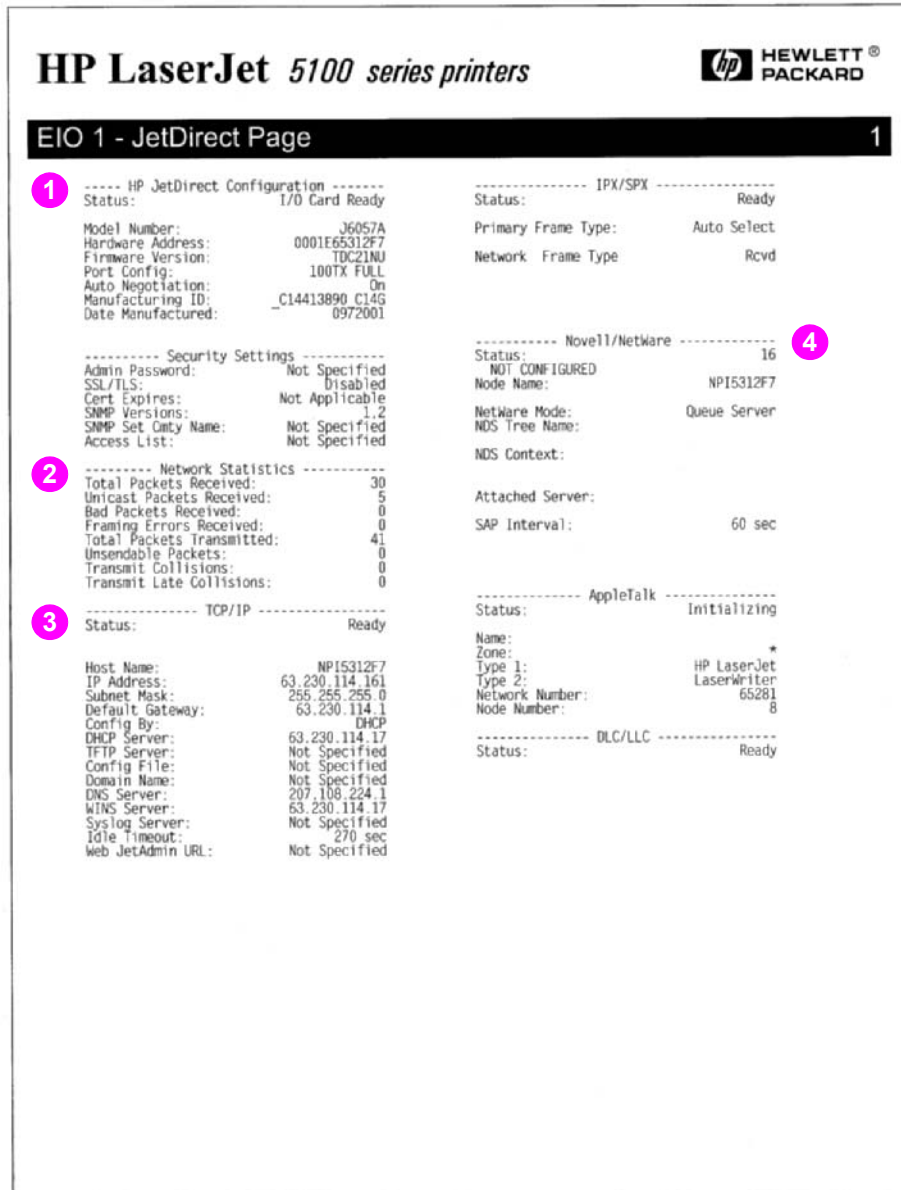 HP LaserJet 5100 series printers
hp HEWLETT ®
PACKARD
EIO 1 - JetDirect Page 1
1
----- HP JetDirect Configuration -------
Status: I/O Card Ready
Model Number: J6057A
Hardware Address: 0001E65312F7
Firmware Version: TDC21NU
Port Config: 100TX FULL
Auto Negotiation: On
Manufacturing ID: _C14413890 C14G
Date Manufactured: 0972001
---------- Security Settings -----------
Admin Password: Not Specified
SSL/TLS: Disabled
Cert Expires: Not Applicable
SNMP Versions: 1,2
SNMP Set Cmty Name: Not Specified
Access List: Not Specified
2
--------- Network Statistics -----------
Total Packets Received: 30
Unicast Packets Received: 5
Bad Packets Received: 0
Framing Errors Received: 0
Total Packets Transmitted: 41
Unsendable Packets: 0
Transmit Collisions: 0
Transmit Late Collisions: 0
3
-------------- TCP/IP ----------------
Status: Ready
Host Name: NPI5312F7
IP Address: 63.230.114.161
Subnet Mask: 255.255.255.0
Default Gateway: 63.230.114.1
Config By: DHCP
DHCP Server: 63.230.114.17
TFTP Server: Not Specified
Config File: Not Specified
Domain Name: Not Specified
DNS Server: 207.108.224.1
WINS Server: 63.230.114.17
Syslog Server: Not Specified
Idle Timeout: 270 sec
Web JetAdmin URL: Not Specified
-------------- IPX/SPX ---------------
Status: Ready
Primary Frame Type: Auto Select
Network Frame Type Rcvd
----------- Novell/NetWare ------------
4
Status: 16
NOT CONFIGURED
Node Name: NPI5312F7
NetWare Mode: Queue Server
NDS Tree Name:
NDS Context:
Attached Server:
SAP Interval: 60 sec
------------- AppleTalk --------------
Status: Initializing
Name:
Zone: *
Type 1: HP LaserJet
Type 2: LaserWriter
Network Number: 65281
Node Number: 8
-------------- DLC/LLC ---------------
Status: Ready